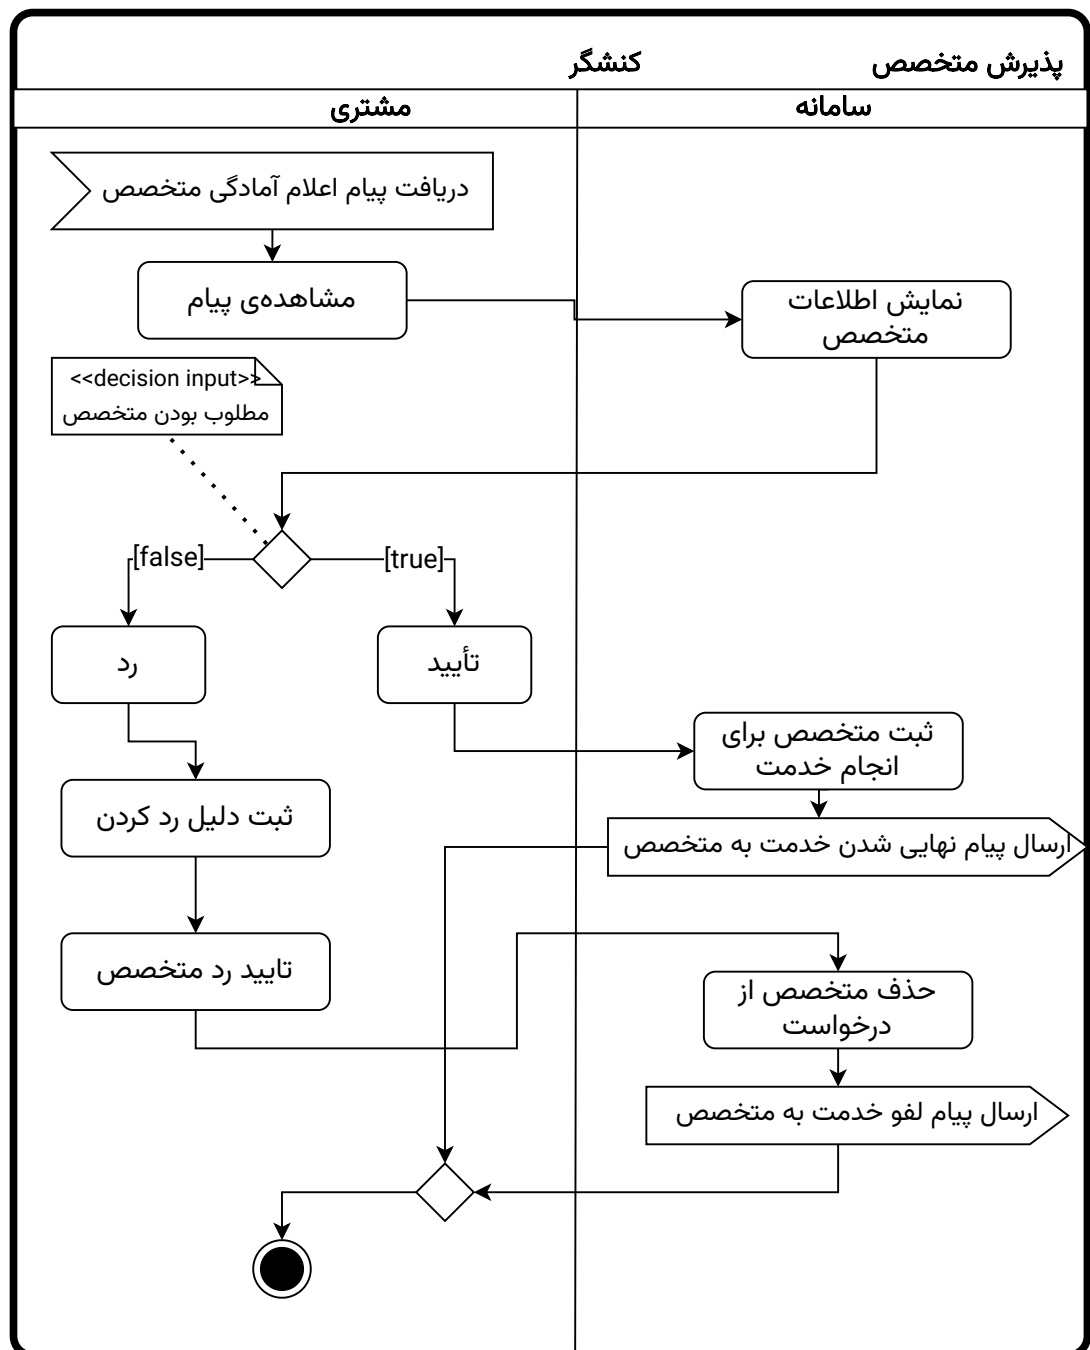 پذیرش متخصص
کنشگر
سامانه
مشتری
دریافت پیام اعلام آمادگی متخصص
مشاهده‌ی پیام
نمایش اطلاعات
متخصص
<<decision input>>
مطلوب بودن متخصص
[false]
[true]
رد
تأیید
ثبت متخصص برای
انجام خدمت
ثبت دلیل رد کردن
ارسال پیام نهایی شدن خدمت به متخصص
تایید رد متخصص
حذف متخصص از
درخواست
ارسال پیام لفو خدمت به متخصص